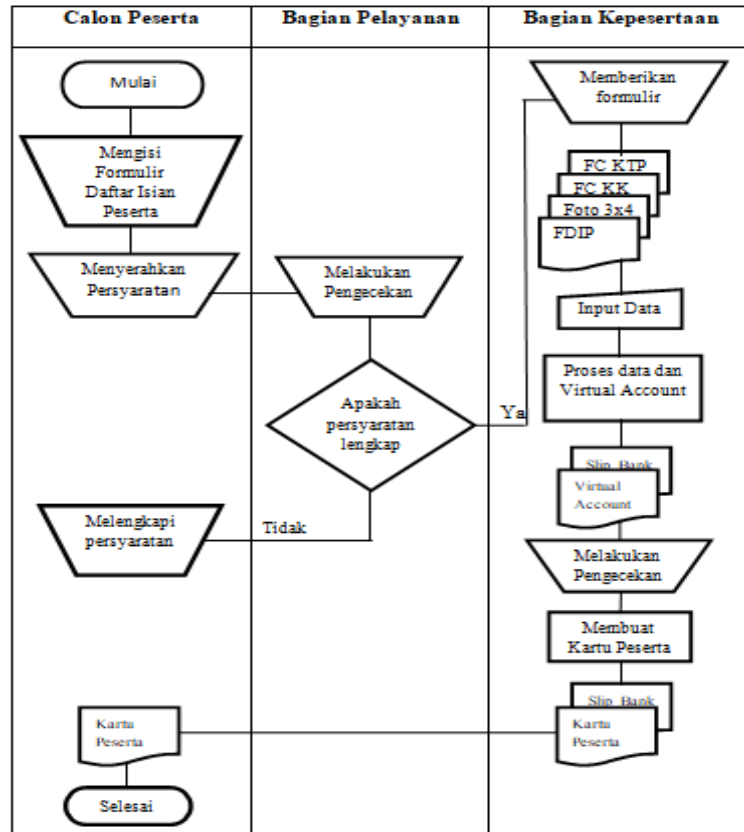 Calon Peserta
Bagian Pelayanan
Bagian Kepesertaan
Mulai
Mengisi
Formulir
Daftar Isian
Peserta
Menyerahkan
Persyaratan
Melakukan
Pengecekan
Apakah
persyaratan
lengkap
Ya
Tidak
Melengkapi
persyaratan
Memberikan
formulir
FC KTP
FC KK
Foto 3x4
FDIP
Input Data
Proses data dan
Virtual Account
Slip Bank
Virtual
Account
Melakukan
Pengecekan
Membuat
Kartu Peserta
Slip Bank
Kartu
Peserta
Kartu
Peserta
Selesai